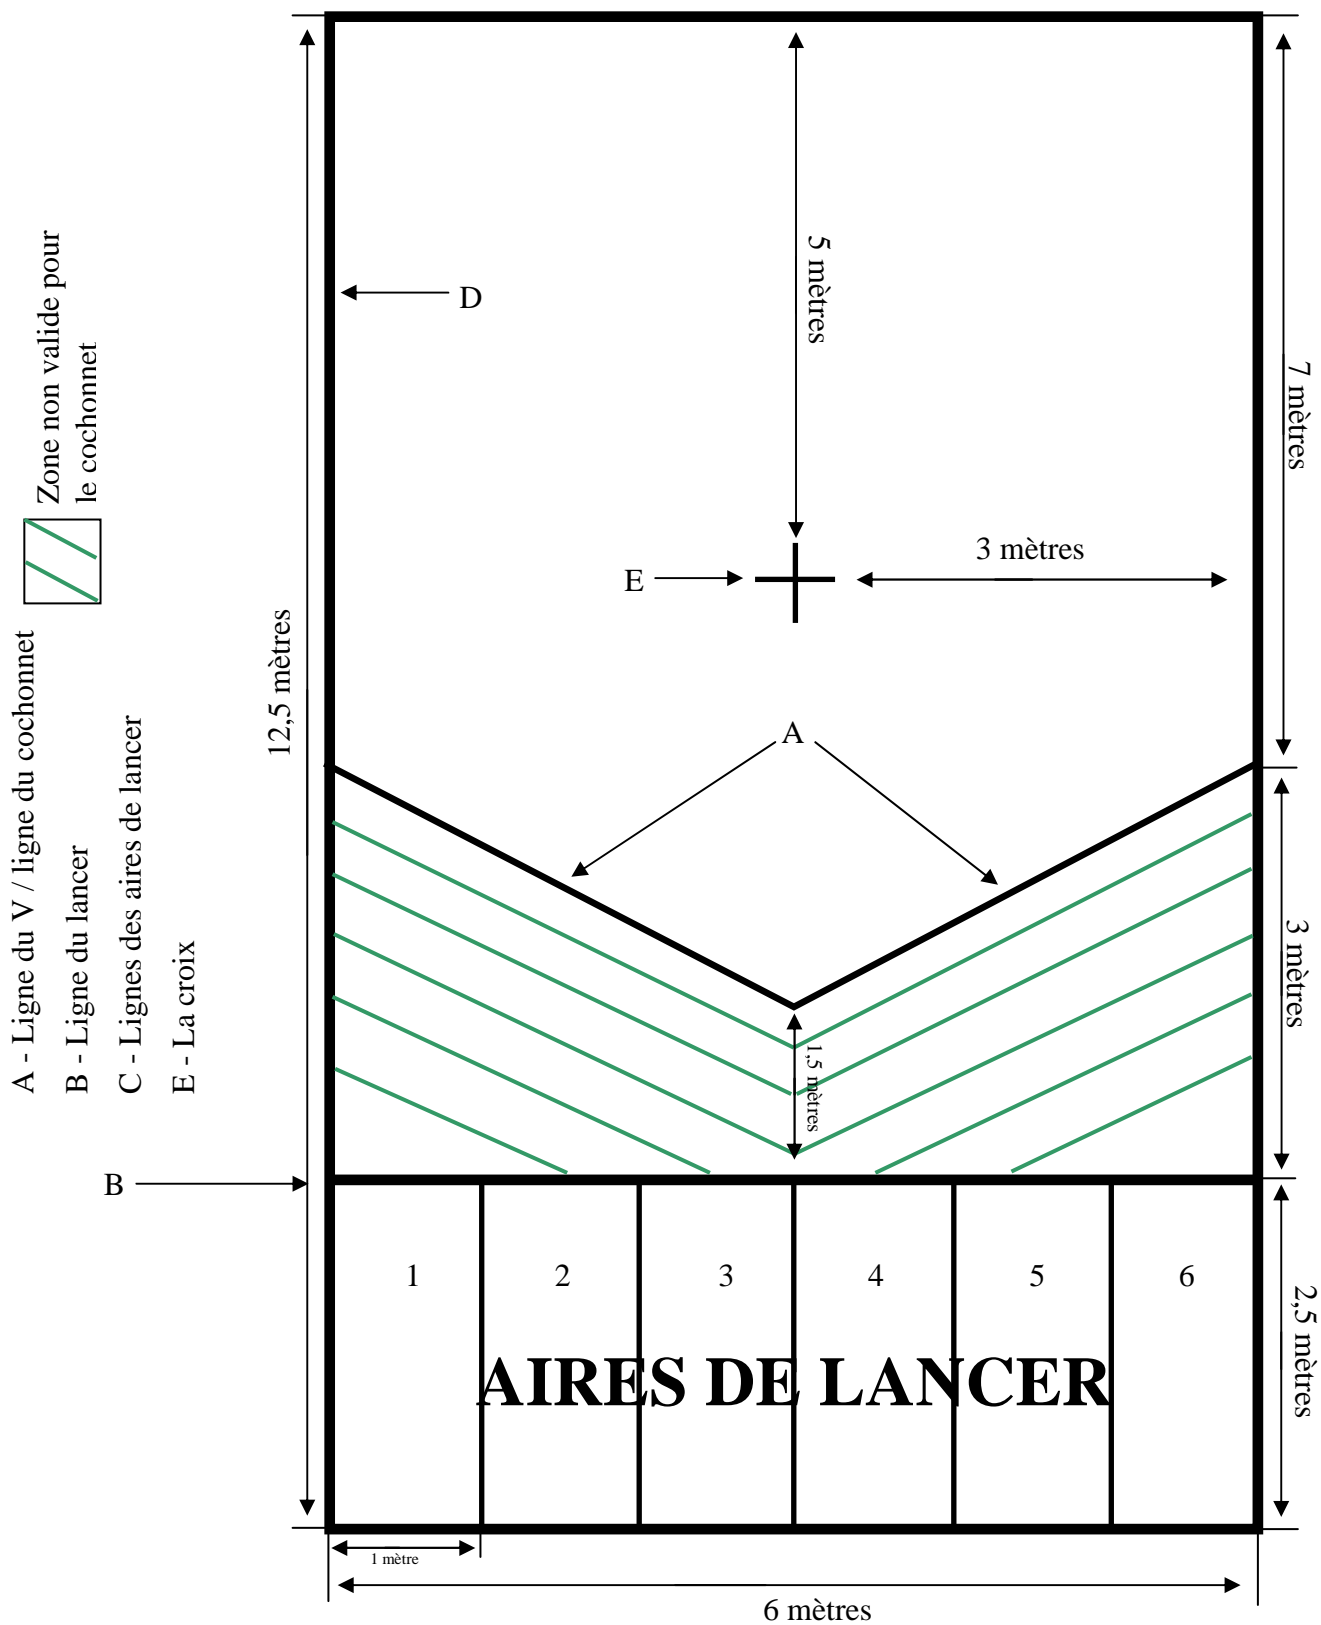 5 mètres
D
7 mètres
3 mètres
E
12,5 mètres
A
3 mètres
1,5 mètres
B
1
2
3
4
5
6
AIRES DE LANCER
2,5 mètres
1 mètre
6 mètres
A - Ligne du V / ligne du cochonnet
B - Ligne du lancer
C - Lignes des aires de lancer
E - La croix
Zone non valide pour
le cochonnet